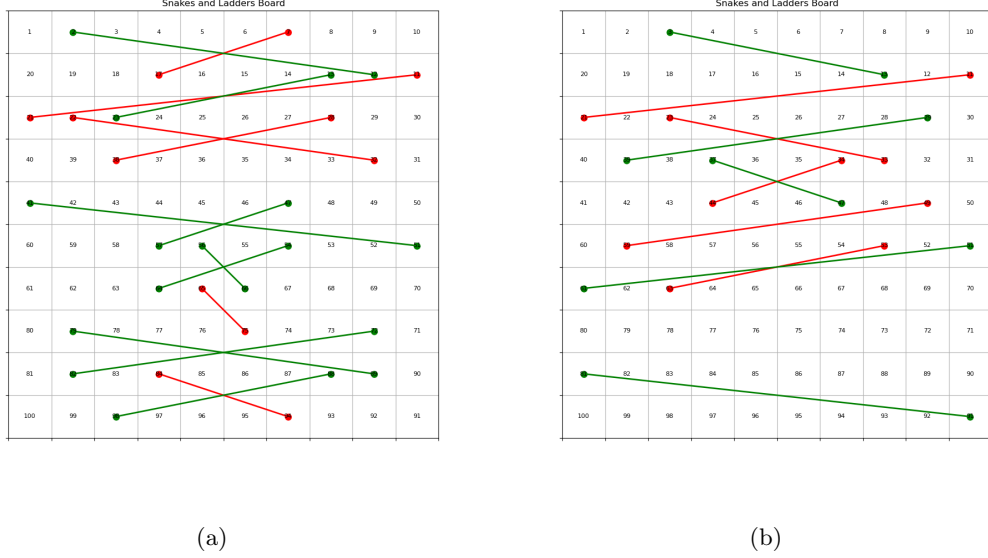 Snakes and Ladders Board
1 3 4 5 6 8 9 10
20 19 18 16 15 14
24 25 26 27 29 30
40 39 37 36 35 34 33 31
42 43 44 45 46 48 49 50
60 59 58 55 53 52
61 62 63 67 68 69 70
80 78 77 76 74 73 71
81 83 85 86 87 90
100 99 97 96 95 93 92 91
(a)
Snakes and Ladders Board
1 2 4 5 6 7 8 9 10
20 19 18 17 16 15 14 12
22 24 25 26 27 28 30
40 38 36 35 32 31
41 42 43 45 46 48 50
60 58 57 56 55 54 52
62 64 65 66 67 68 69 70
80 79 78 77 76 75 74 73 72 71
82 83 84 85 86 87 88 89 90
100 99 98 97 96 95 94 93 92
(b)